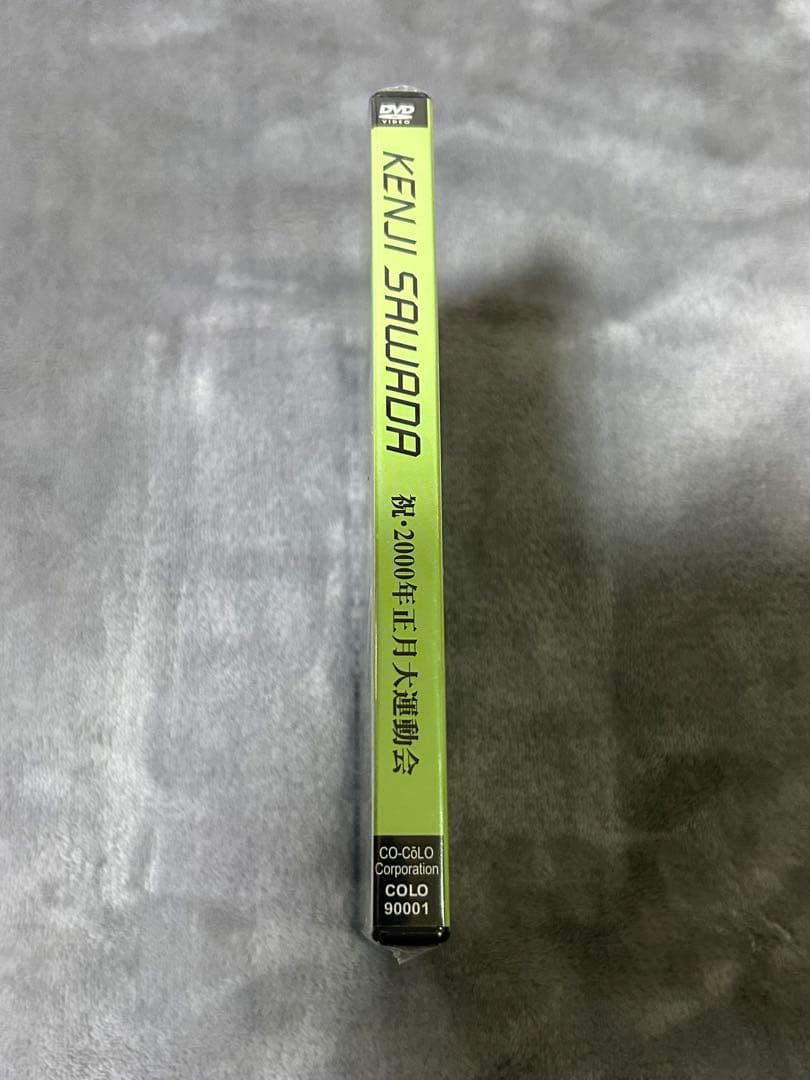 DVD
VIDEO
KENJI SAWADA
祝・2000年正月大運動会
CO-CōLO
Corporation
COLO
90001